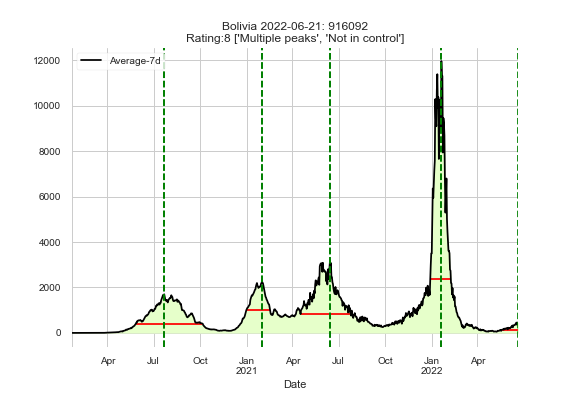 Bolivia 2022-06-21: 916092
Rating:8 ['Multiple peaks', 'Not in control']
Average-7d
12000
10000
8000
6000
4000
2000
0
Apr
Jul
Oct
Jan
2021
Apr
Jul
Oct
Jan
2022
Apr
Date